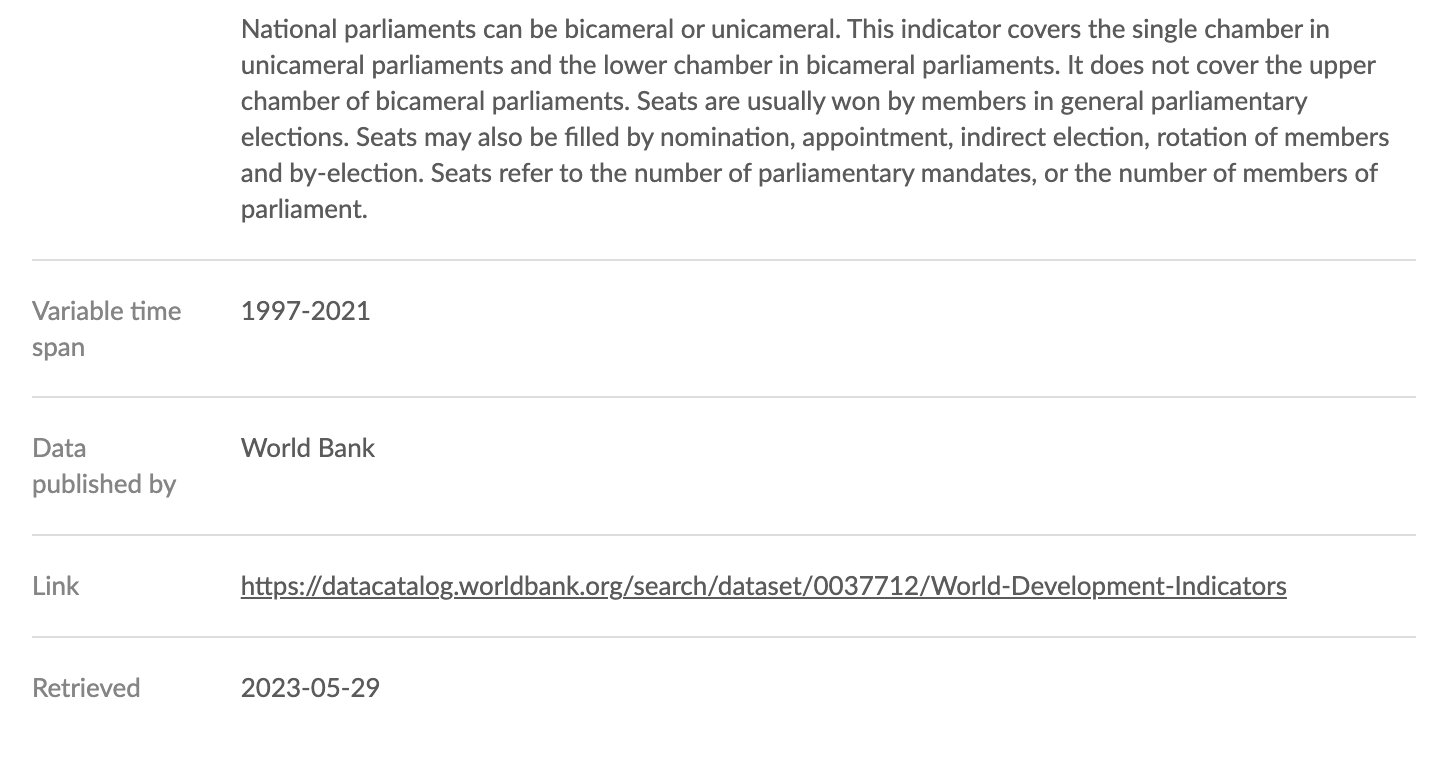 National parliaments can be bicameral or unicameral. This indicator covers the single chamber in
unicameral parliaments and the lower chamber in bicameral parliaments. It does not cover the upper
chamber of bicameral parliaments. Seats are usually won by members in general parliamentary
elections. Seats may also be filled by nomination, appointment, indirect election, rotation of members
and by-election. Seats refer to the number of parliamentary mandates, or the number of members of
parliament.
Variable time
span
1997-2021
Data
published by
World Bank
Link
https://datacatalog.worldbank.org/search/dataset/0037712/World-Development-Indicators
Retrieved
2023-05-29